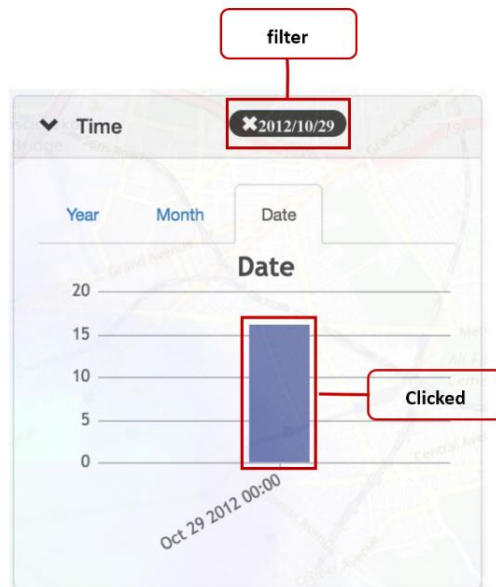 filter
Time
2012/10/29
Year Month Date
Date
20
15
10
5
0
Clicked
Oct 29 2012 00:00